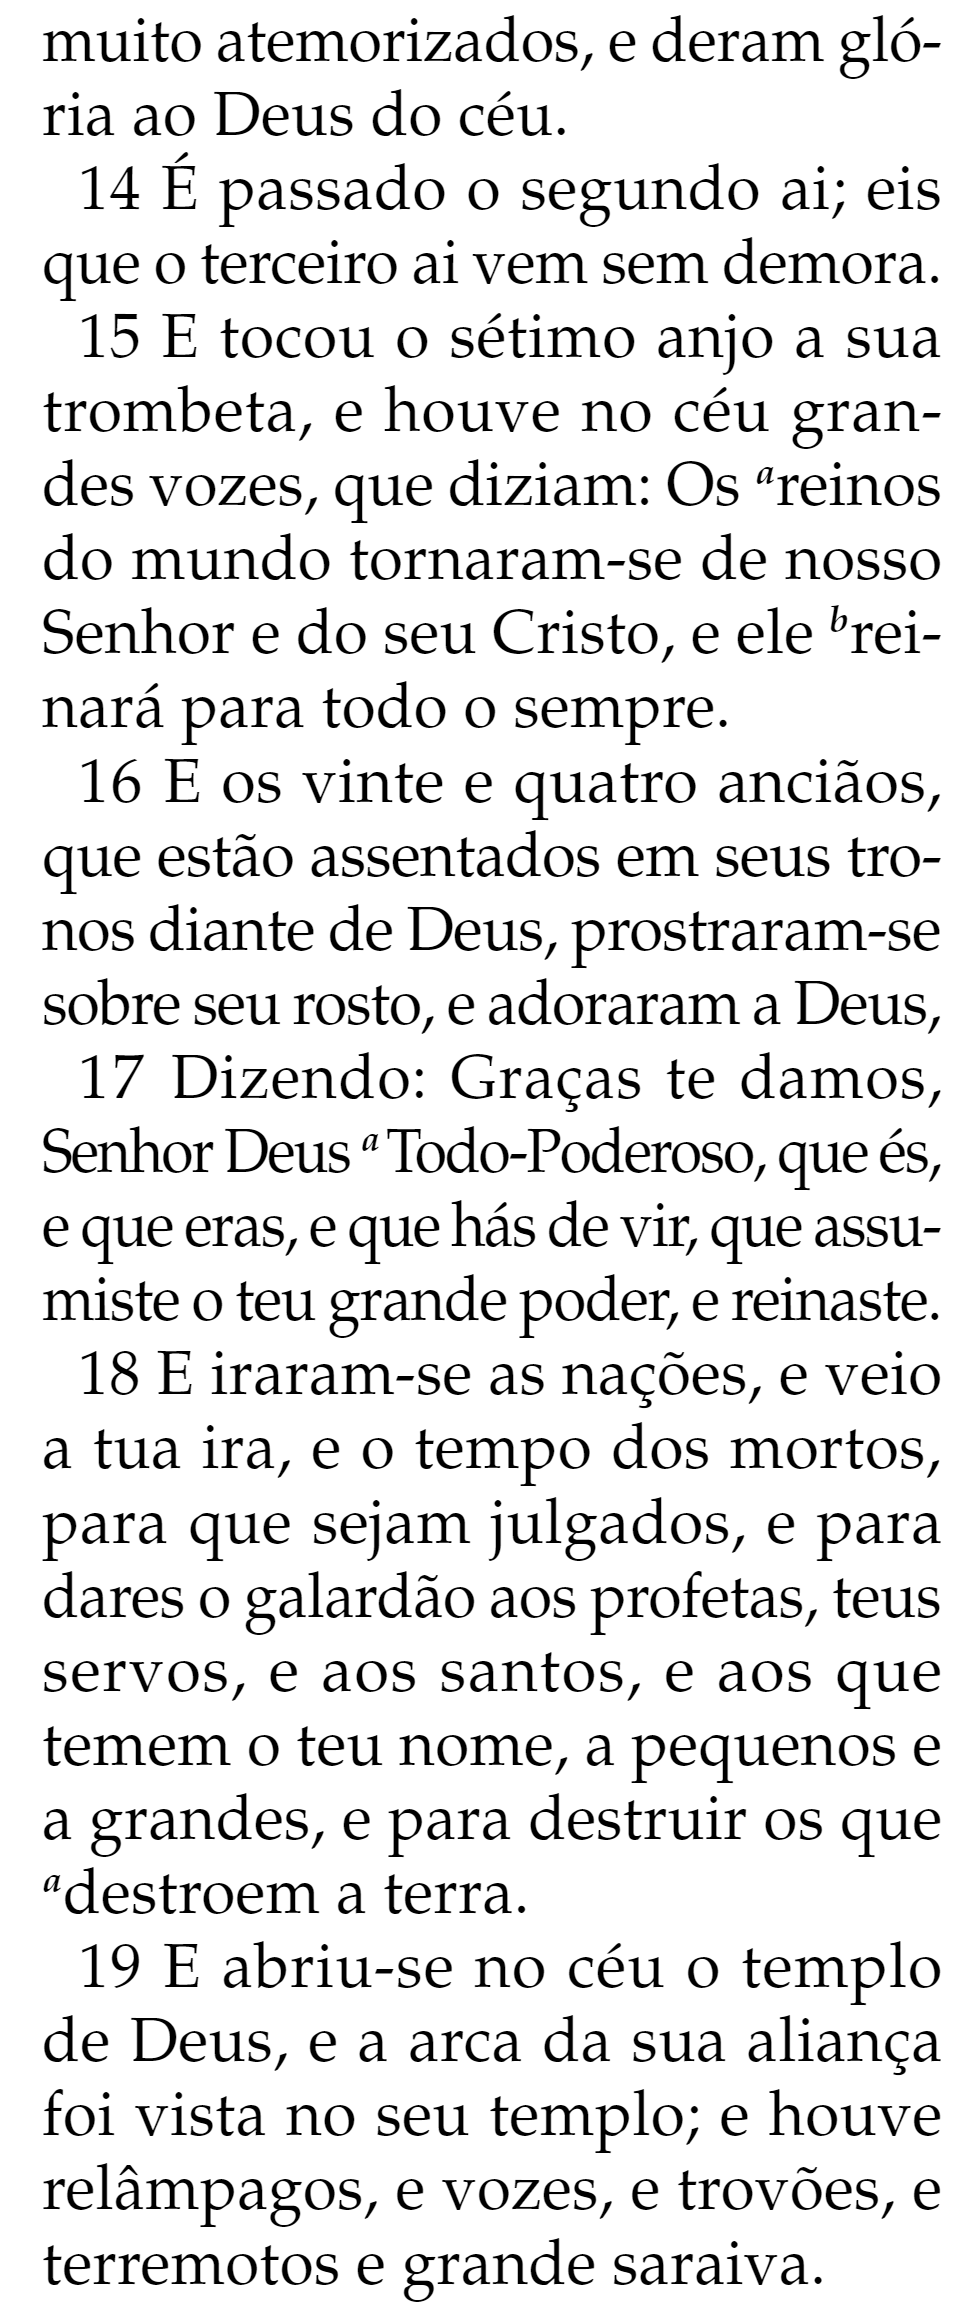 muito atemorizados, e deram gló-
ria ao Deus do céu.
14 É passado o segundo ai; eis
que o terceiro ai vem sem demora.
15 E tocou o sétimo anjo a sua
trombeta, e houve no céu gran-
des vozes, que diziam: Os ᵃreinos
do mundo tornaram-se de nosso
Senhor e do seu Cristo, e ele ᵇrei-
nará para todo o sempre.
16 E os vinte e quatro anciãos,
que estão assentados em seus tro-
nos diante de Deus, prostraram-se
sobre seu rosto, e adoraram a Deus,
17 Dizendo: Graças te damos,
Senhor Deus ᵃTodo-Poderoso, que és,
e que eras, e que hás de vir, que assu-
miste o teu grande poder, e reinaste.
18 E iraram-se as nações, e veio
a tua ira, e o tempo dos mortos,
para que sejam julgados, e para
dares o galardão aos profetas, teus
servos, e aos santos, e aos que
temem o teu nome, a pequenos e
a grandes, e para destruir os que
ᵃdestroem a terra.
19 E abriu-se no céu o templo
de Deus, e a arca da sua aliança
foi vista no seu templo; e houve
relâmpagos, e vozes, e trovões, e
terremotos e grande saraiva.